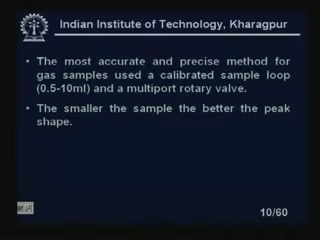 Indian Institute of Technology, Kharagpur
• The most accurate and precise method for
gas samples used a calibrated sample loop
(0.5-10ml) and a multiport rotary valve.
• The smaller the sample the better the peak
shape.
10/60